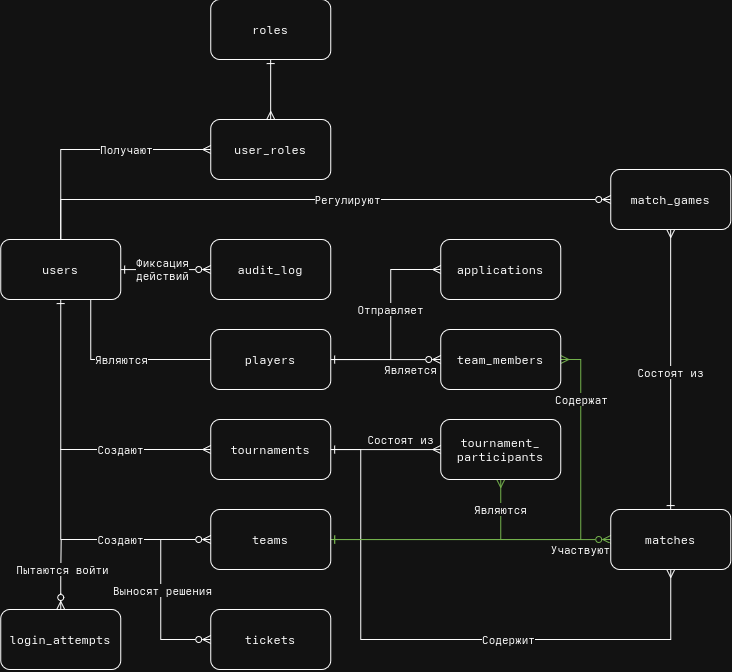 roles
Получают
user_roles
Регулируют
match_games
users
Фиксация
действий
audit_log
applications
Отправляет
Являются
players
Является
team_members
Состоят из
Содержат
Создают
tournaments
Состоят из
tournament_
participants
Являются
Создают
teams
Участвуют
matches
Пытаются войти
Выносят решения
login_attempts
tickets
Содержит